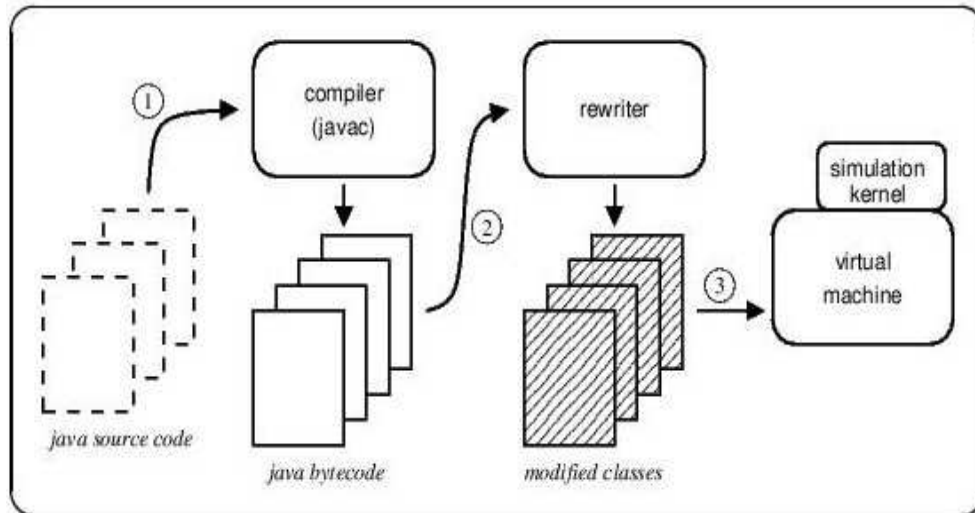 1
compiler
(javac)
rewriter
simulation
kernel
2
virtual
machine
3
java source code
java bytecode
modified classes